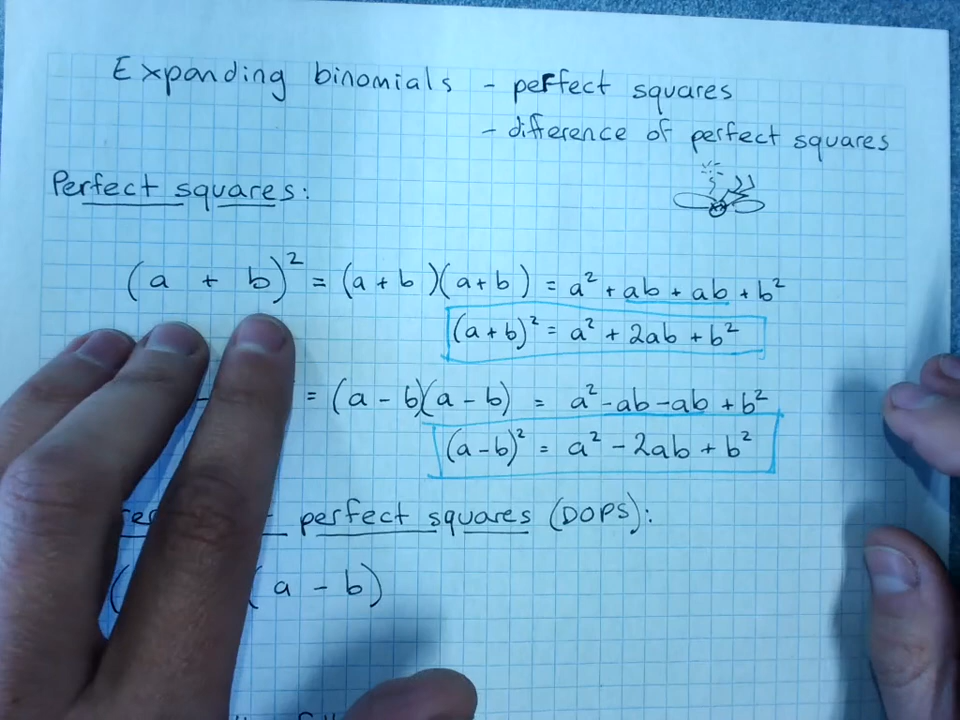 Expanding binomials - perfect squares
- difference of perfect squares
Perfect squares:
(a + b)² = (a + b)(a + b) = a² + ab + ab + b²
(a + b)² = a² + 2ab + b²
- = (a - b)(a - b) = a² - ab - ab + b²
(a - b)² = a² - 2ab + b²
perfect squares (DOPS):
( (a - b)